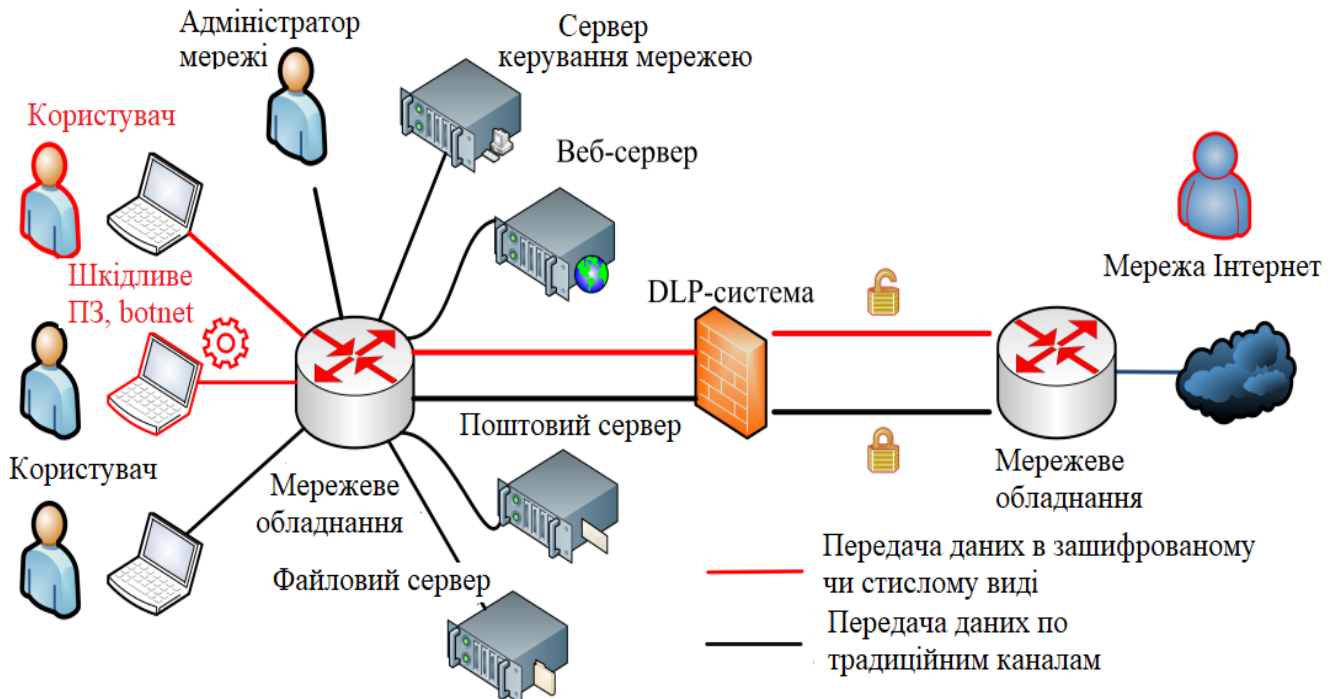 Адміністратор
мережі
Сервер
керування мережею
Користувач
Веб-сервер
Шкідливе
ПЗ, botnet
DLP-система
Мережа Інтернет
Поштовий сервер
Користувач
Мережеве
обладнання
Мережеве
обладнання
Файловий сервер
Передача даних в зашифрованому
чи стислому виді
Передача даних по
традиційним каналам